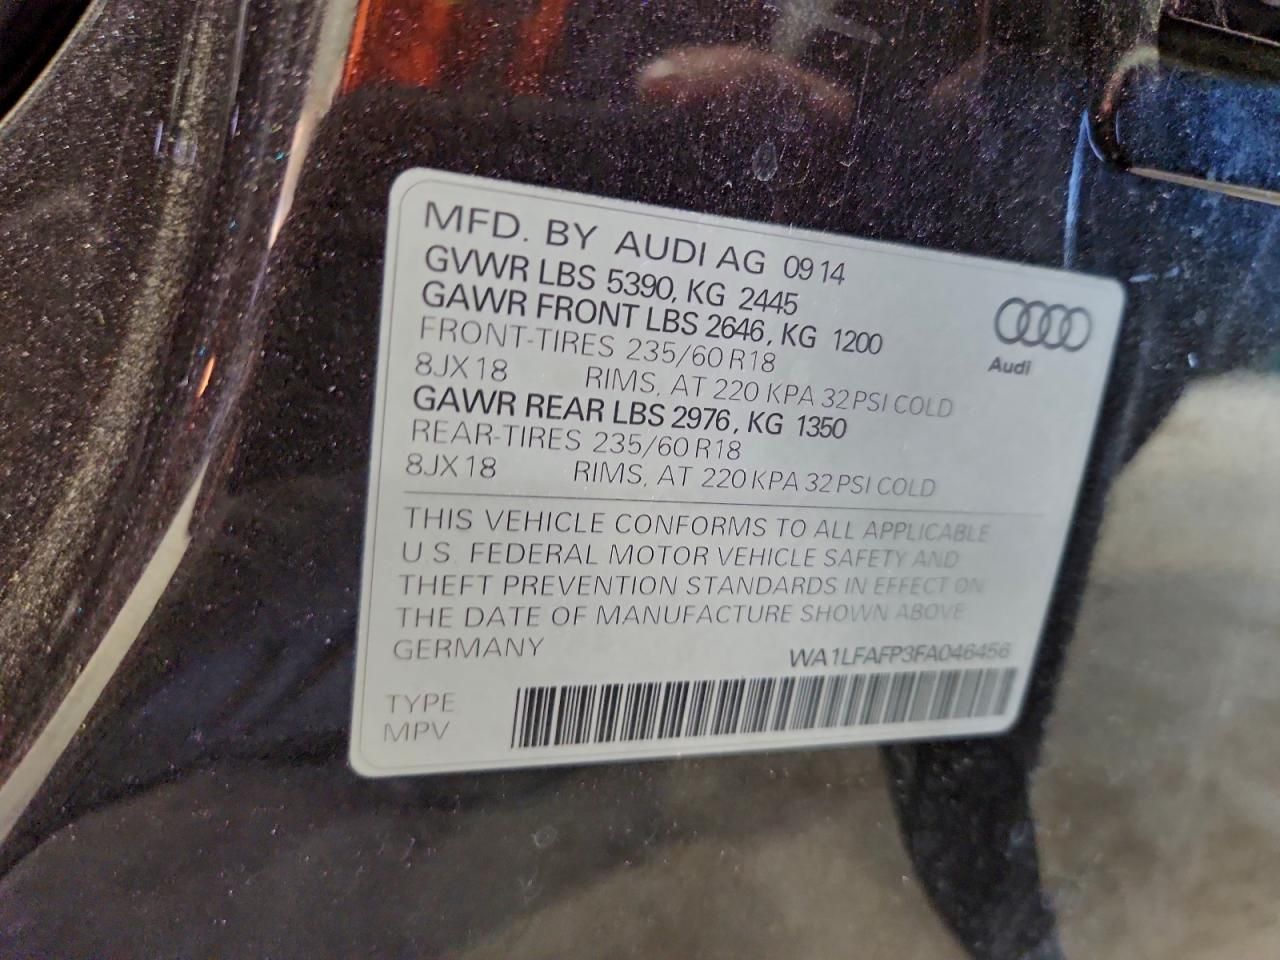 MFD. BY AUDI AG 09 14
GVWR LBS 5390, KG 2445
GAWR FRONT LBS 2646, KG 1200
FRONT-TIRES 235/60 R18
8JX18 RIMS, AT 220 KPA 32 PSI COLD
GAWR REAR LBS 2976, KG 1350
REAR-TIRES 235/60 R18
8JX18 RIMS, AT 220 KPA 32 PSI COLD
Audi
THIS VEHICLE CONFORMS TO ALL APPLICABLE
U.S. FEDERAL MOTOR VEHICLE SAFETY AND
THEFT PREVENTION STANDARDS IN EFFECT ON
THE DATE OF MANUFACTURE SHOWN ABOVE
GERMANY WA1LFAFP3FA046456
TYPE
MPV